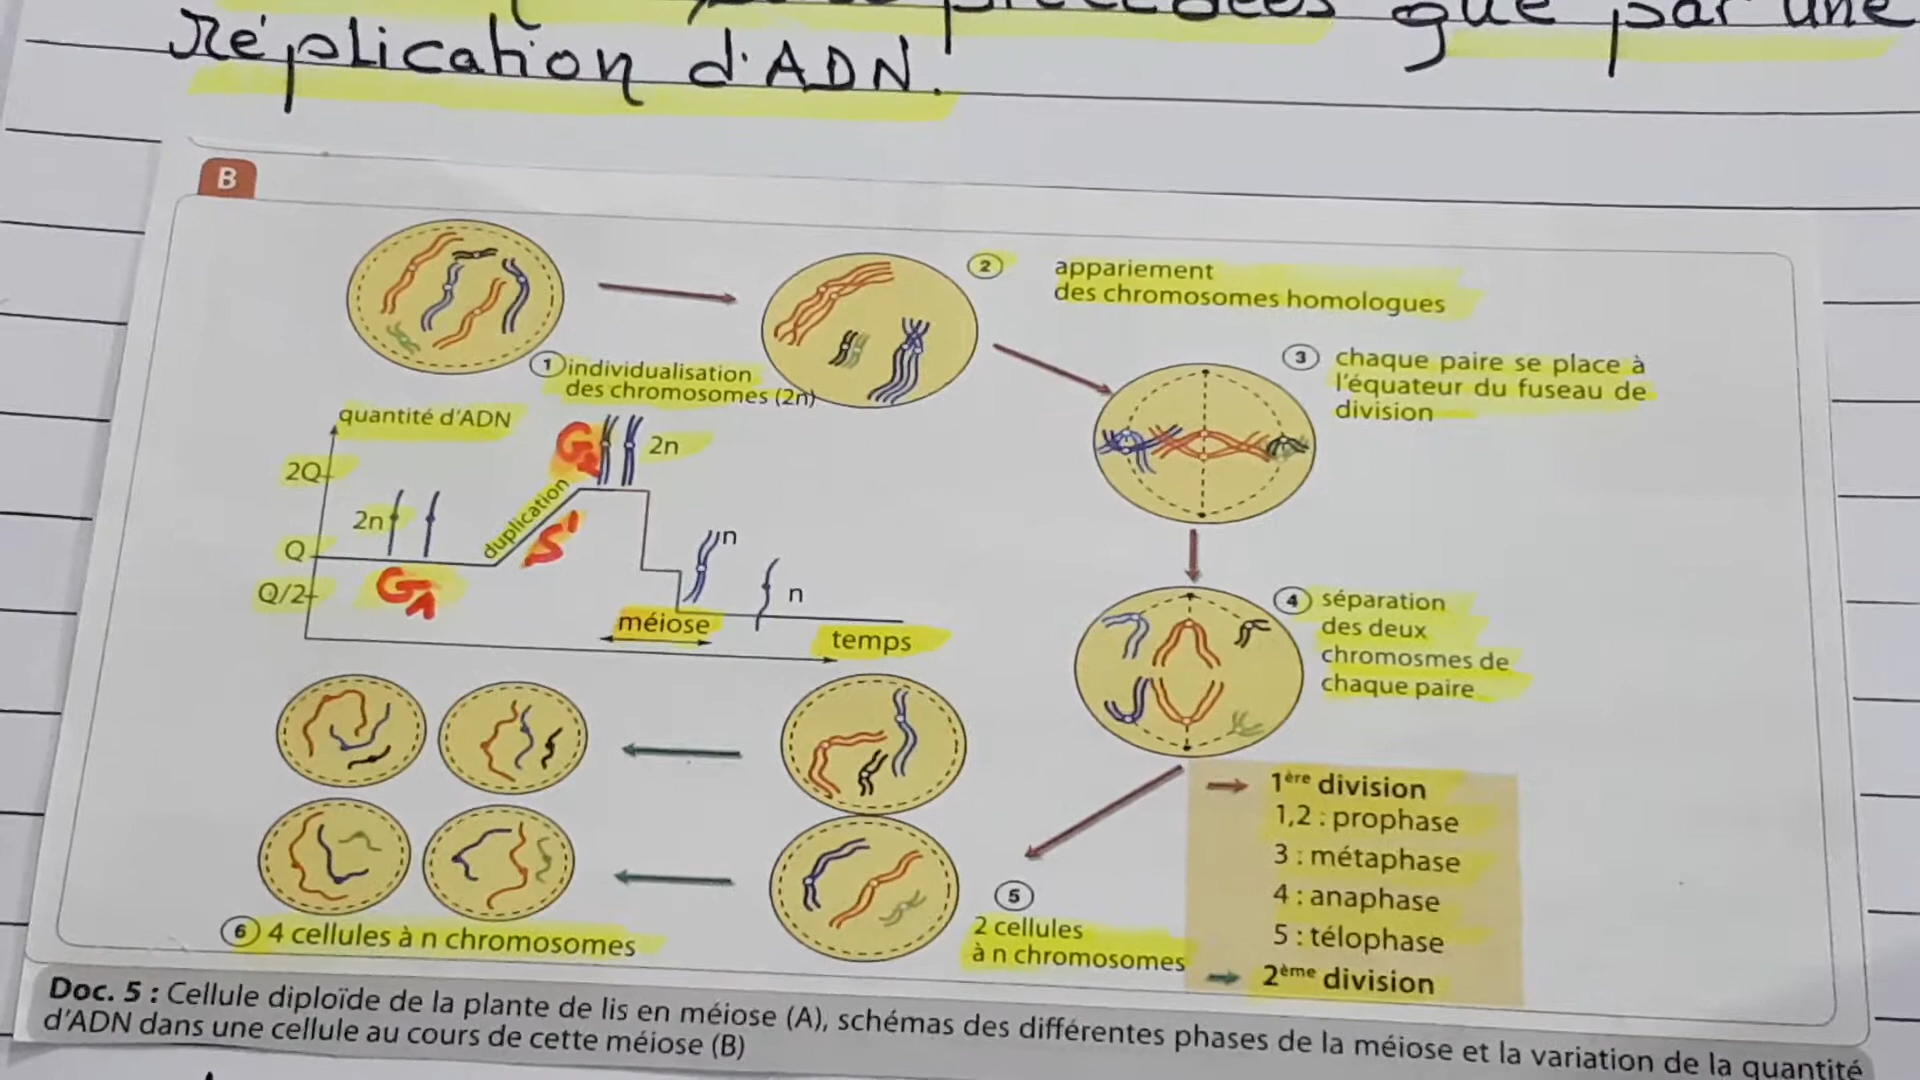 que par une
Réplication d'ADN.
B
2
appariement
des chromosomes homologues
1 individualisation
des chromosomes (2n)
3 chaque paire se place à
l'équateur du fuseau de
division
quantité d'ADN
2Q
Q
Q/2
2n
G1
duplication
S
G2
2n
n
n
méiose
temps
4 séparation
des deux
chromosmes de
chaque paire
1ère division
1,2 : prophase
3 : métaphase
4 : anaphase
5 : télophase
2ème division
5
2 cellules
à n chromosomes
6 4 cellules à n chromosomes
Doc. 5 : Cellule diploïde de la plante de lis en méiose (A), schémas des différentes phases de la méiose et la variation de la quantité
d'ADN dans une cellule au cours de cette méiose (B)